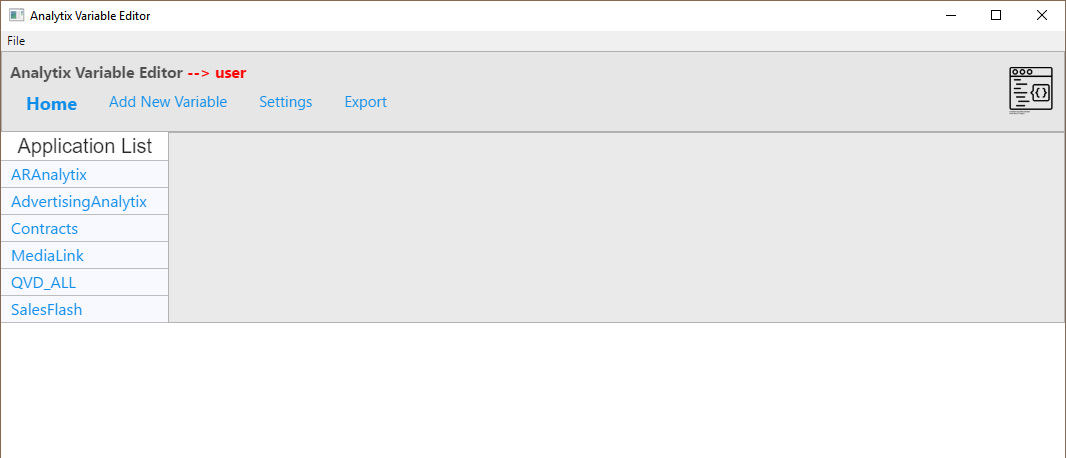 Analytix Variable Editor
File
Analytix Variable Editor --> user
Home Add New Variable Settings Export
Application List
ARAnalytix
AdvertisingAnalytix
Contracts
MediaLink
QVD_ALL
SalesFlash